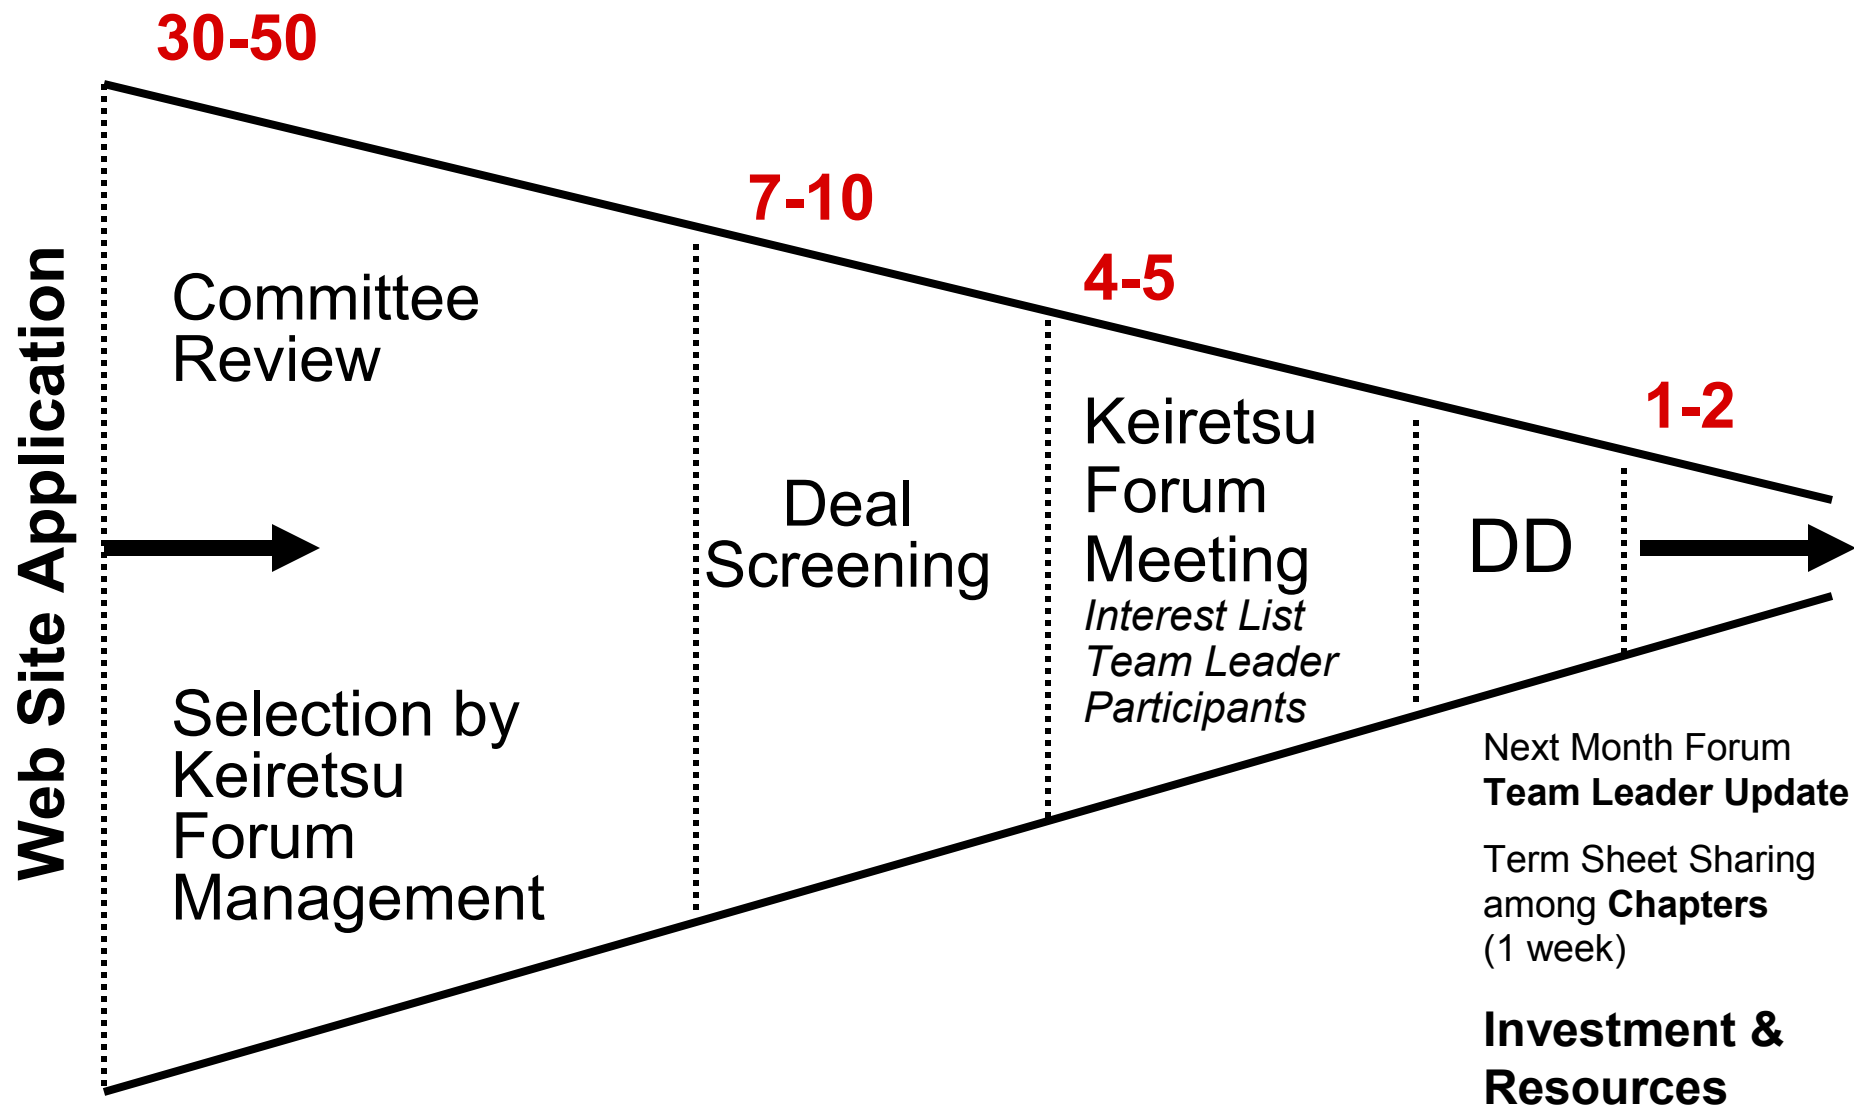 30-50
7-10
4-5
1-2
Web Site Application
Committee
Review
Selection by
Keiretsu
Forum
Management
Deal
Screening
Keiretsu
Forum
Meeting
Interest List
Team Leader
Participants
DD
Next Month Forum
Team Leader Update
Term Sheet Sharing
among Chapters
(1 week)
Investment &
Resources